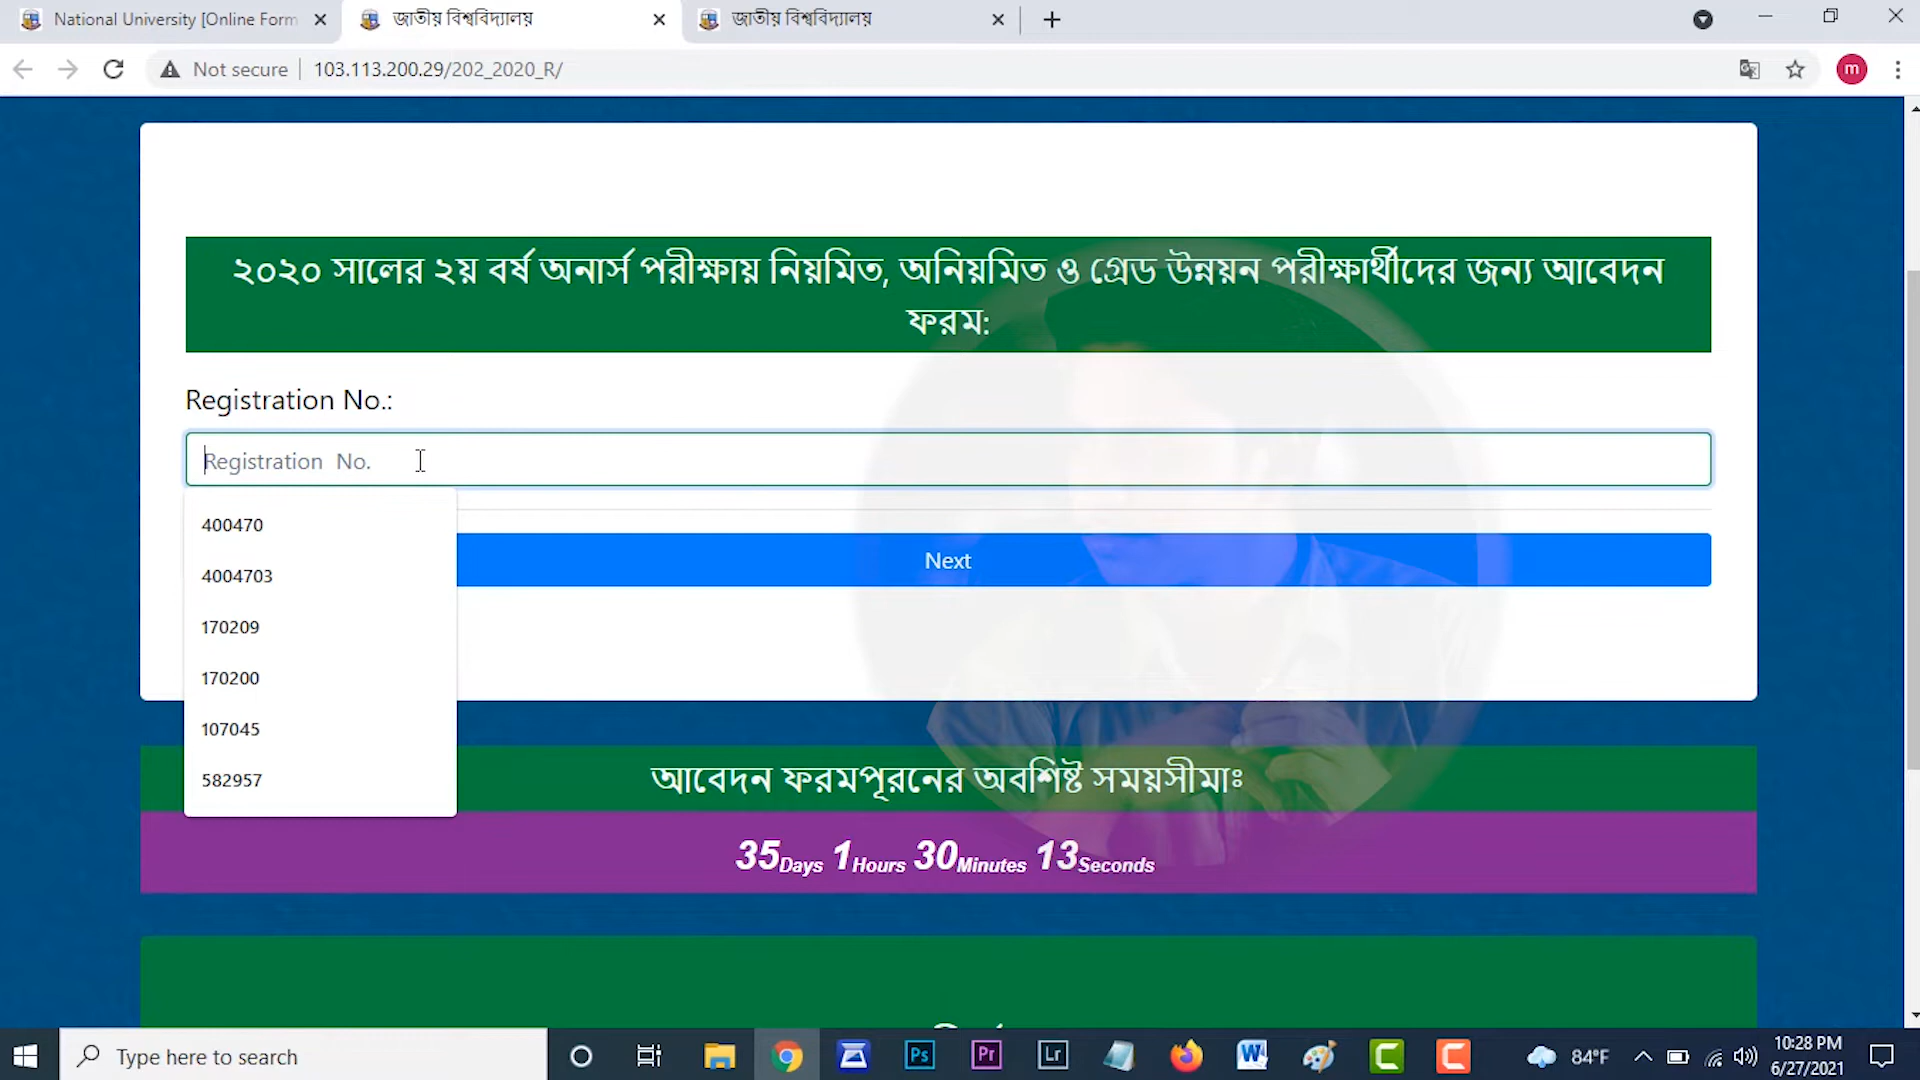 National University [Online Form
জাতীয় বিশ্ববিদ্যালয়
জাতীয় বিশ্ববিদ্যালয়
Not secure
103.113.200.29/202_2020_R/
m
২০২০ সালের ২য় বর্ষ অনার্স পরীক্ষায় নিয়মিত, অনিয়মিত ও গ্রেড উন্নয়ন পরীক্ষার্থীদের জন্য আবেদন
ফরম:
Registration No.:
Registration No.
400470
4004703
170209
170200
107045
582957
Next
আবেদন ফরমপূরনের অবশিষ্ট সময়সীমাঃ
35Days 1Hours 30Minutes 13Seconds
Type here to search
Ps
Pr
Lr
W
C
C
84°F
10:28 PM
6/27/2021